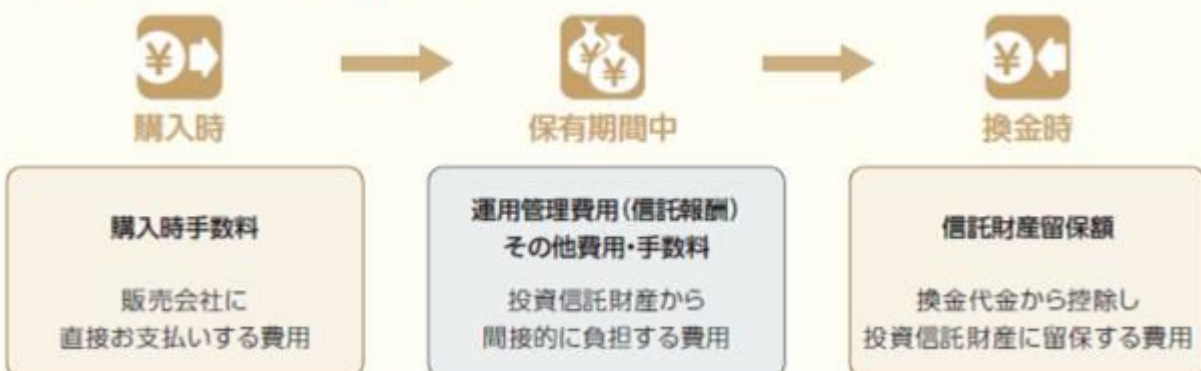 購入時
保有期間中
換金時
購入時手数料
販売会社に
直接お支払いする費用
運用管理費用(信託報酬)
その他費用・手数料
投資信託財産から
間接的に負担する費用
信託財産留保額
換金代金から控除し
投資信託財産に留保する費用